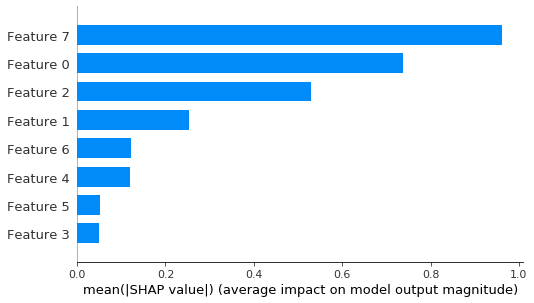 Feature 7
Feature 0
Feature 2
Feature 1
Feature 6
Feature 4
Feature 5
Feature 3
0.0 0.2 0.4 0.6 0.8 1.0
mean(|SHAP value|) (average impact on model output magnitude)